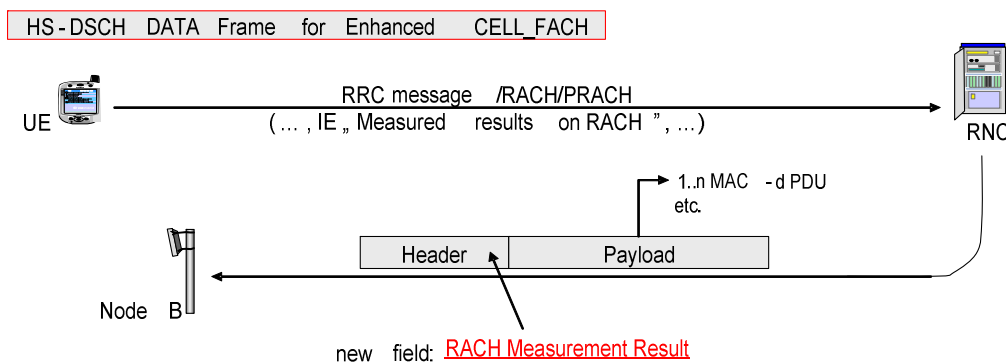 HS-DSCH DATA Frame for Enhanced CELL_FACH
RRC message /RACH/PRACH
UE
(… , IE „ Measured results on RACH ”, …)
RNC
1..n MAC -d PDU
etc.
Header Payload
Node B
new field: RACH Measurement Result